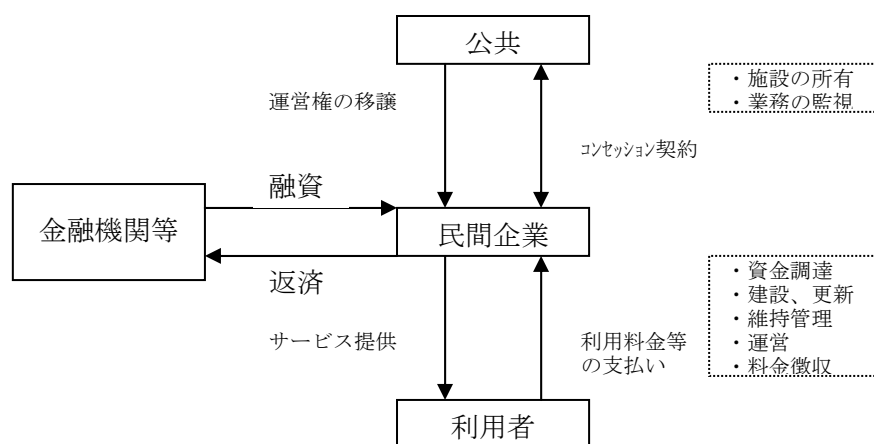 公共
・施設の所有
・業務の監視
運営権の移譲
コンセッション契約
融資
金融機関等
民間企業
返済
・資金調達
・建設、更新
・維持管理
・運営
・料金徴収
サービス提供
利用料金等
の支払い
利用者